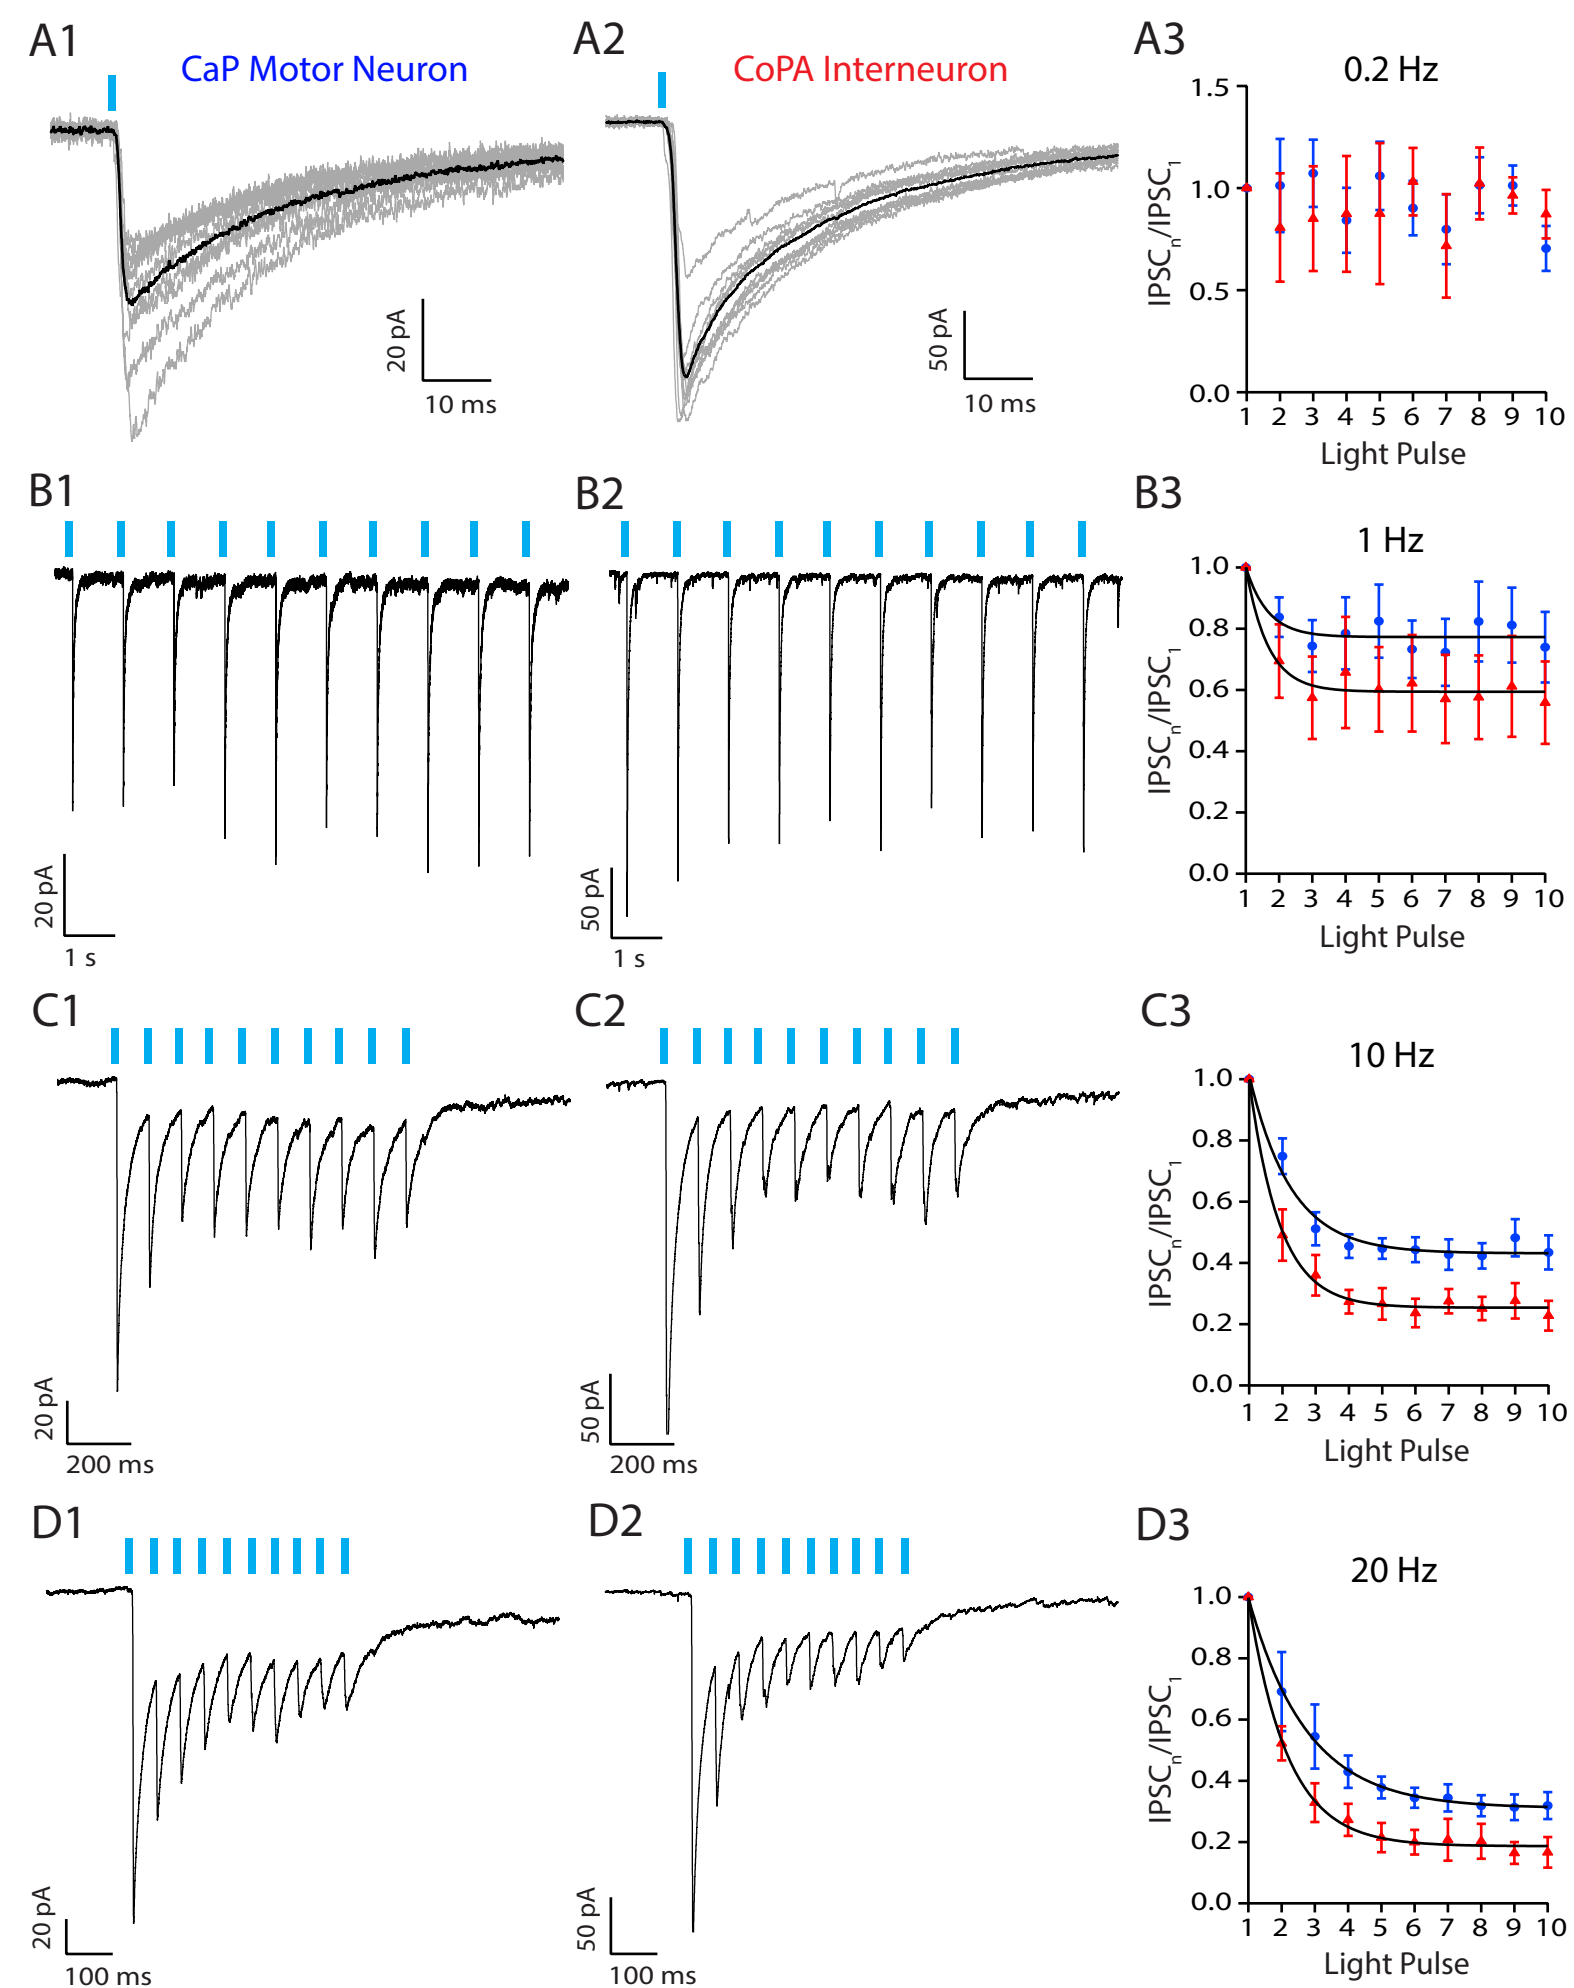 A1
CaP Motor Neuron
20 pA
10 ms
A2
CoPA Interneuron
50 pA
10 ms
A3
0.2 Hz
IPSCn/IPSC1
1.5
1.0
0.5
0.0
1 2 3 4 5 6 7 8 9 10
Light Pulse
B1
20 pA
1 s
B2
50 pA
1 s
B3
1 Hz
IPSCn/IPSC1
1.0
0.8
0.6
0.4
0.2
0.0
1 2 3 4 5 6 7 8 9 10
Light Pulse
C1
20 pA
200 ms
C2
50 pA
200 ms
C3
10 Hz
IPSCn/IPSC1
1.0
0.8
0.6
0.4
0.2
0.0
1 2 3 4 5 6 7 8 9 10
Light Pulse
D1
20 pA
100 ms
D2
50 pA
100 ms
D3
20 Hz
IPSCn/IPSC1
1.0
0.8
0.6
0.4
0.2
0.0
1 2 3 4 5 6 7 8 9 10
Light Pulse